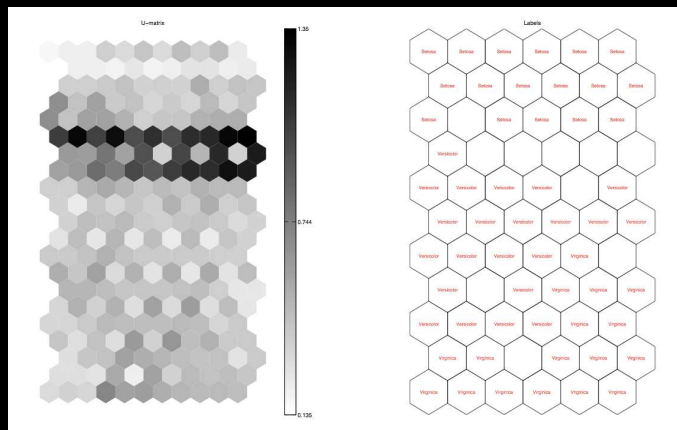 U-matrix
1.35
0.744
0.135
Labels
Setosa Setosa Setosa Setosa Setosa Setosa
Setosa Setosa Setosa Setosa Setosa Setosa
Setosa Setosa Setosa Setosa
Versicolor
Versicolor Versicolor Versicolor Versicolor
Versicolor Versicolor Versicolor Versicolor Versicolor Versicolor
Versicolor Versicolor Versicolor Versicolor Virginica
Versicolor Versicolor Virginica Virginica Virginica
Versicolor Versicolor Versicolor Versicolor Virginica Virginica
Virginica Virginica Virginica Virginica Virginica
Virginica Virginica Virginica Virginica Virginica Virginica